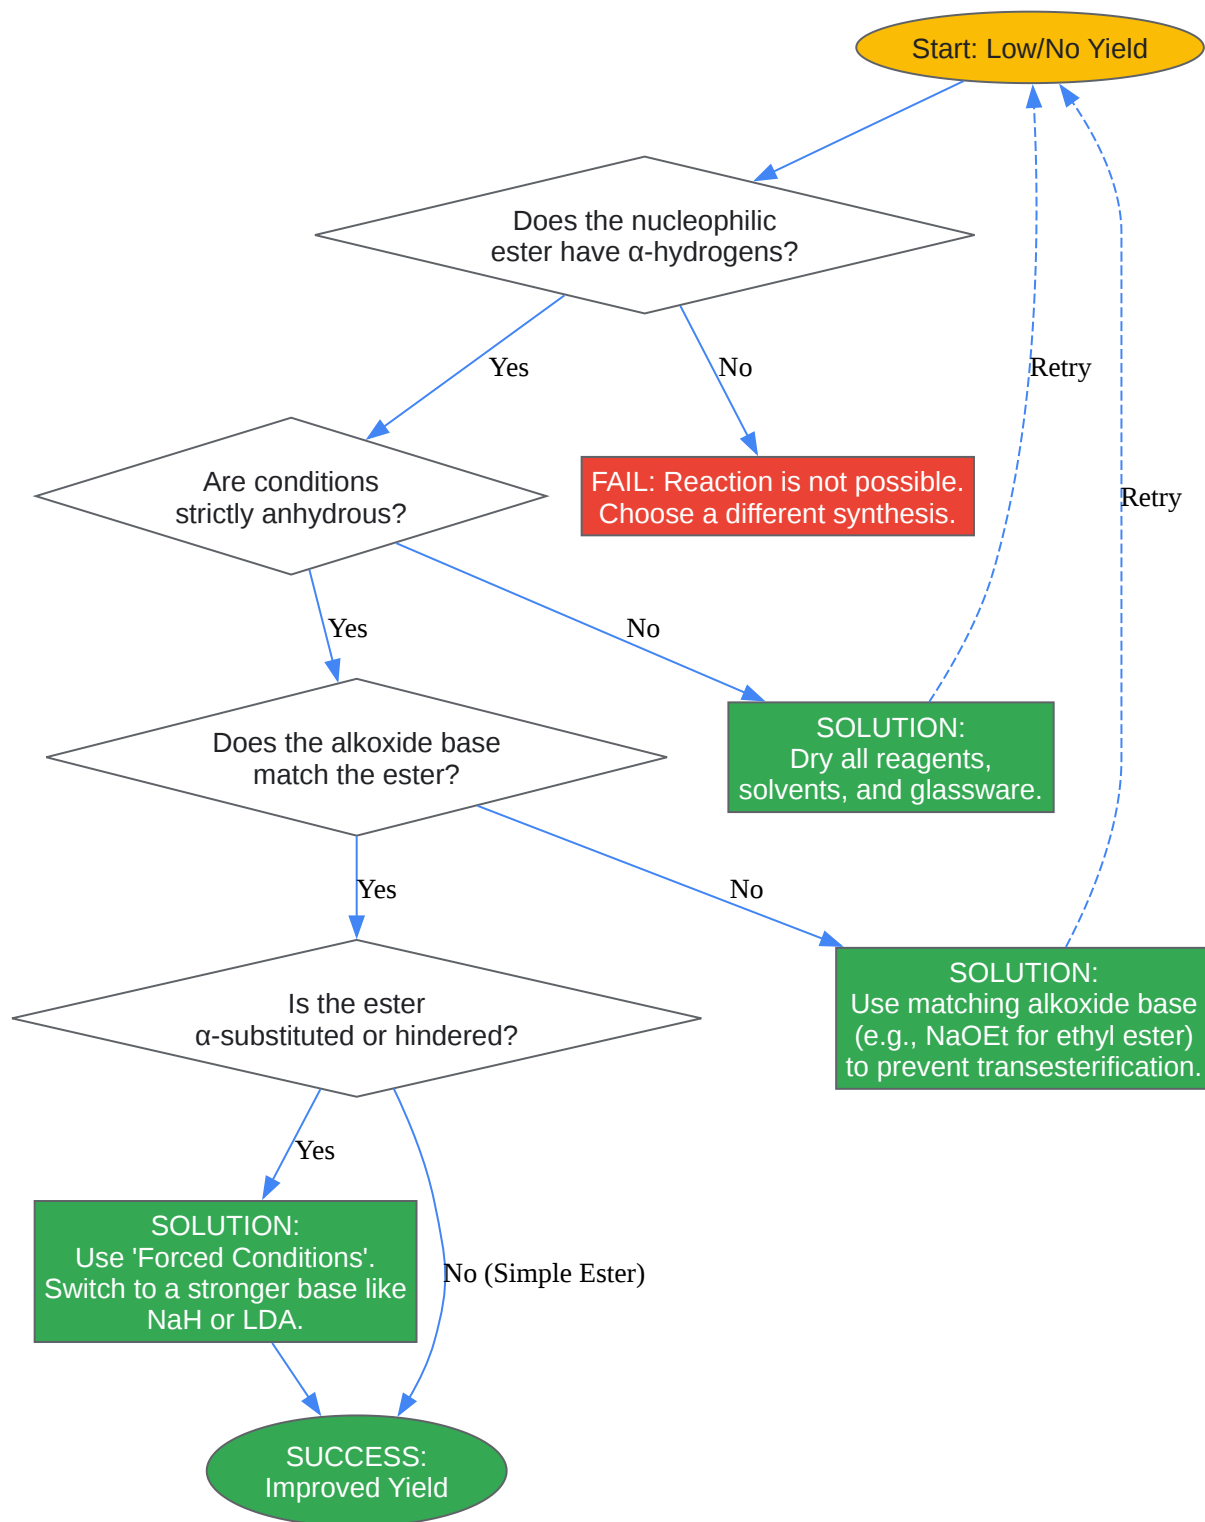 Start: Low/No Yield
Does the nucleophilic
ester have α-hydrogens?
Yes
No
Retry
Are conditions
strictly anhydrous?
FAIL: Reaction is not possible.
Choose a different synthesis.
Retry
Yes
No
Does the alkoxide base
match the ester?
SOLUTION:
Dry all reagents,
solvents, and glassware.
Yes
No
Is the ester
α-substituted or hindered?
SOLUTION:
Use matching alkoxide base
(e.g., NaOEt for ethyl ester)
to prevent transesterification.
Yes
No (Simple Ester)
SOLUTION:
Use 'Forced Conditions'.
Switch to a stronger base like
NaH or LDA.
SUCCESS:
Improved Yield